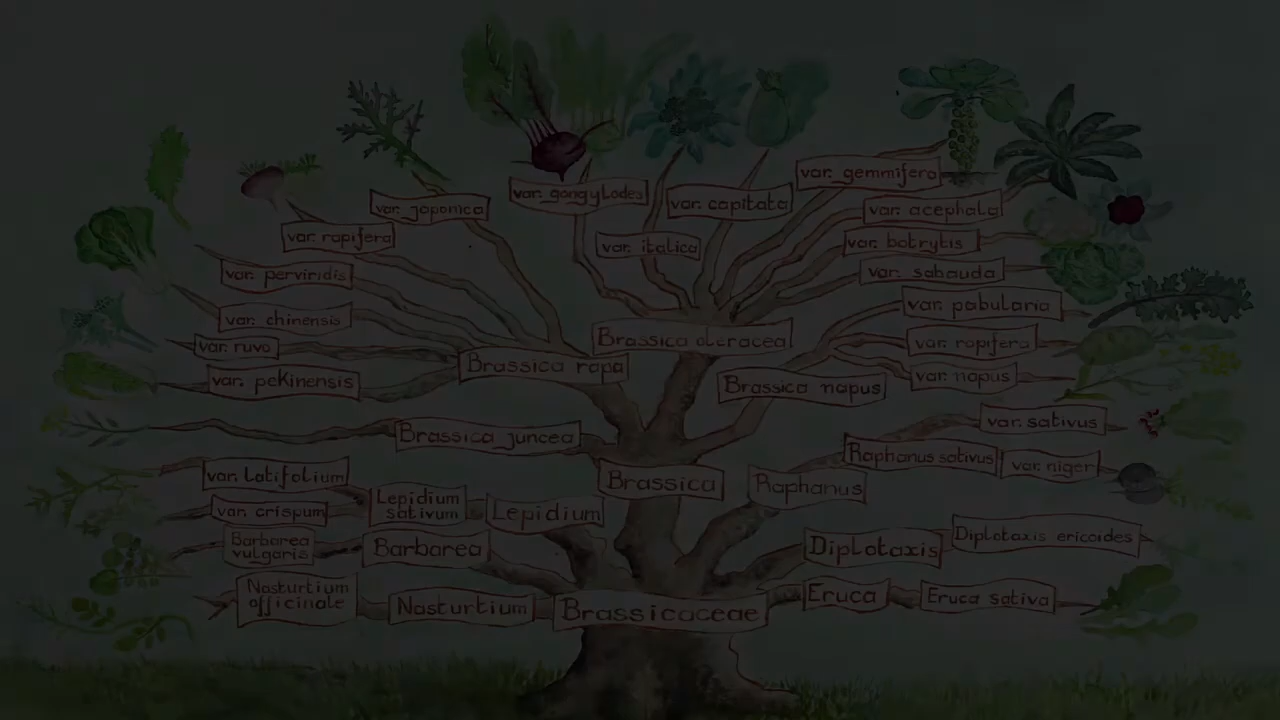 var. gemmifera
var. gongylodes
var. capitata
var. japonica
var. acephala
var. rapifera
var. italica
var. botrytis
var. perviridis
var. sabauda
var. pabularia
var. chinensis
var. ruvo
Brassica oleracea
var. rapifera
Brassica rapa
var. pekinensis
Brassica napus
var. napus
Brassica juncea
var. sativus
Raphanus sativus
var. niger
var. latifolium
Brassica
Raphanus
var. crispum
Lepidium
sativum
Lepidium
Barbarea
vulgaris
Barbarea
Diplotaxis
Diplotaxis ericoides
Nasturtium
officinale
Nasturtium
Brassicaceae
Eruca
Eruca sativa